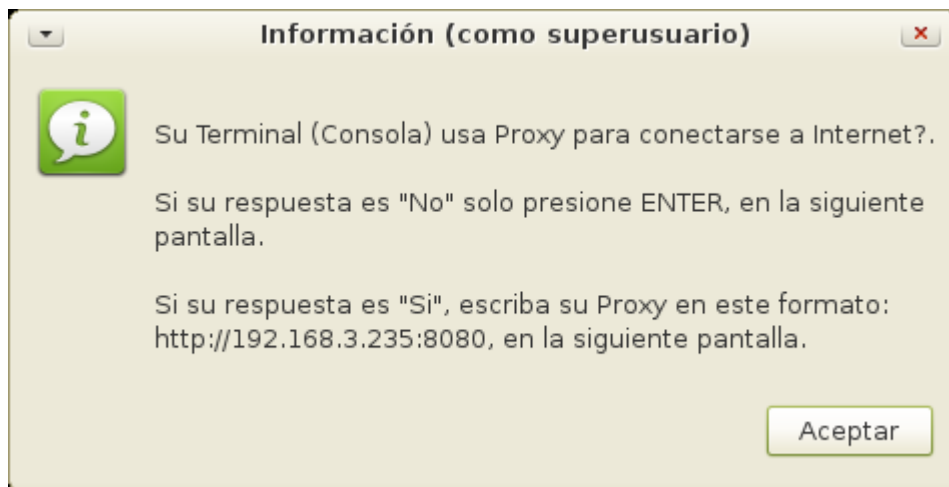 Información (como superusuario)
Su Terminal (Consola) usa Proxy para conectarse a Internet?.
Si su respuesta es "No" solo presione ENTER, en la siguiente
pantalla.
Si su respuesta es "Si", escriba su Proxy en este formato:
http://192.168.3.235:8080, en la siguiente pantalla.
Aceptar